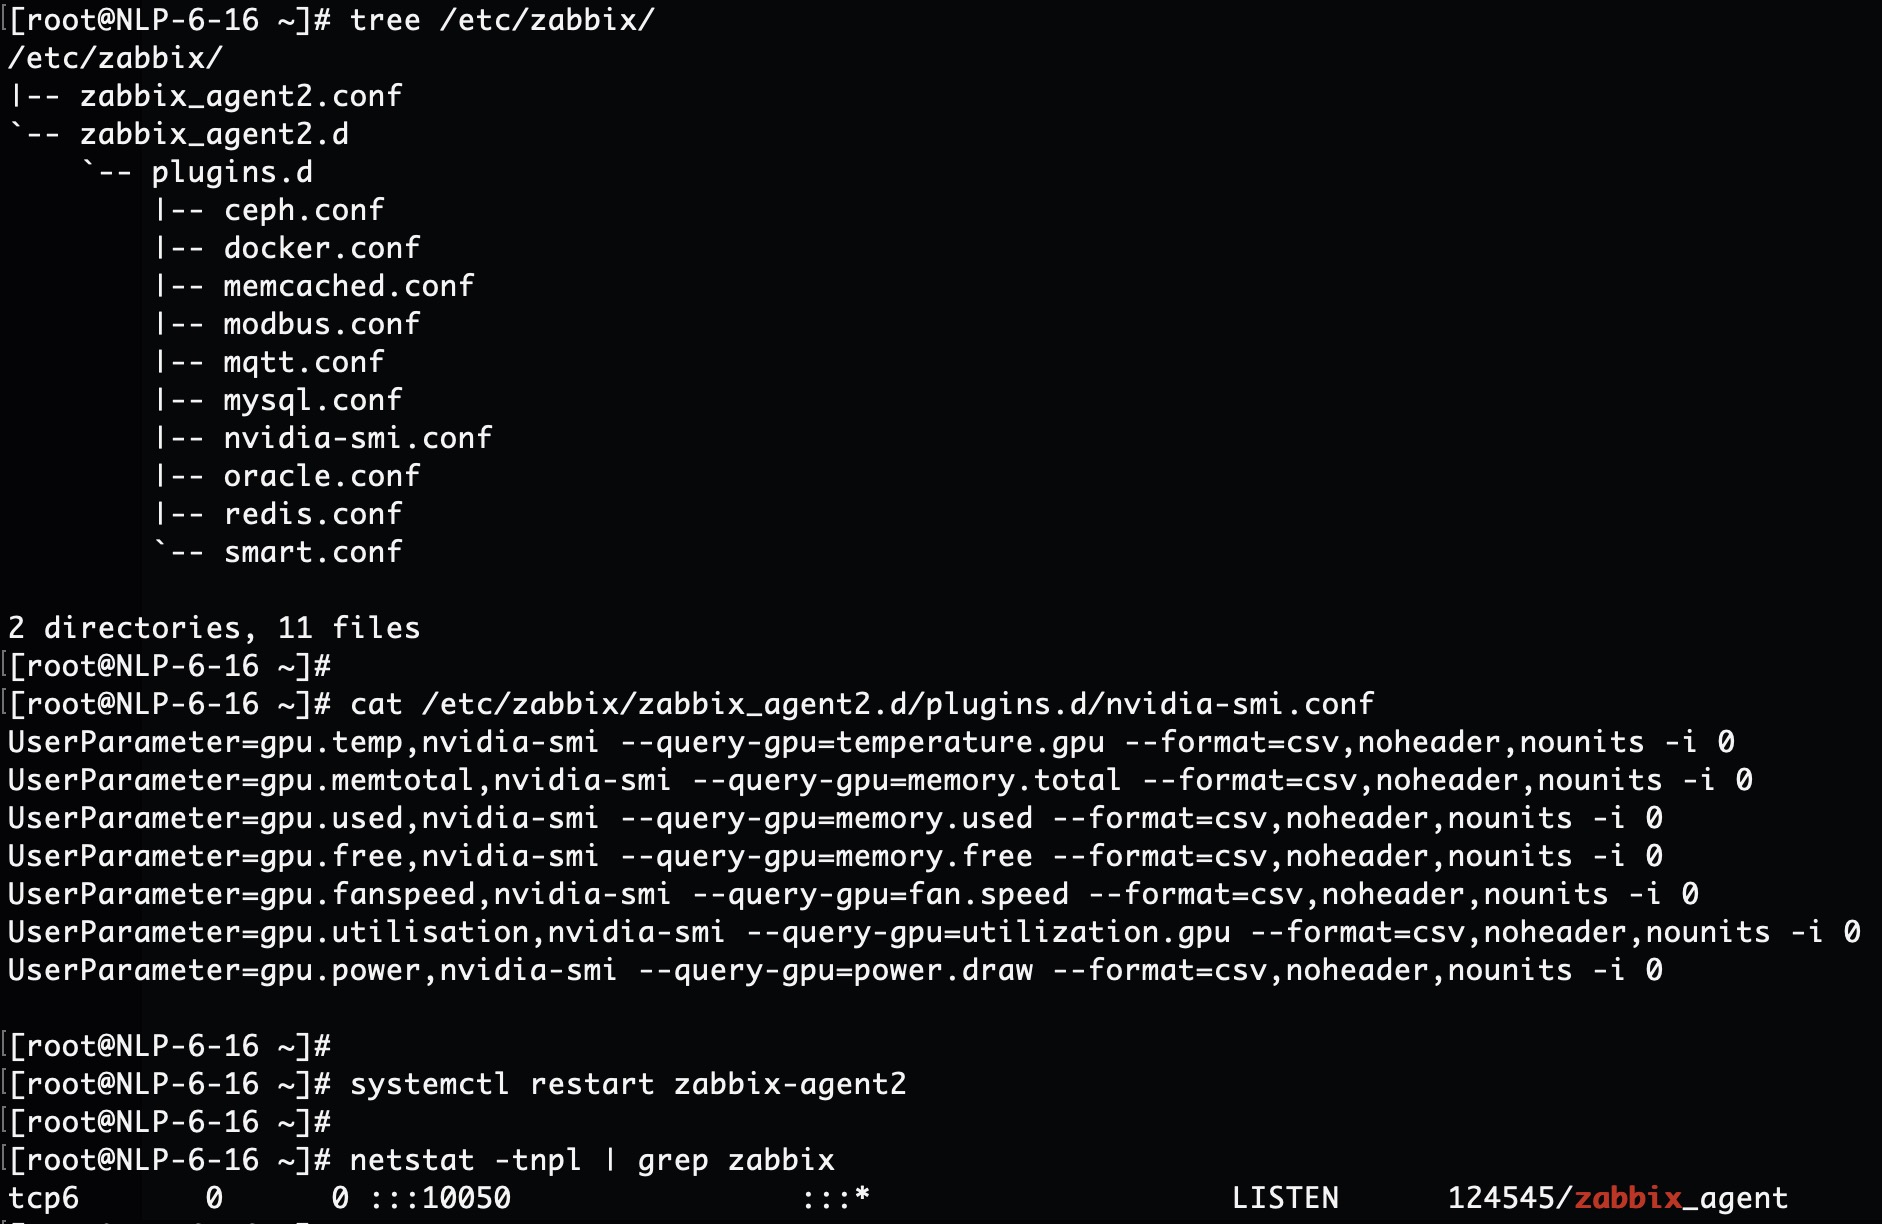 [root@NLP-6-16 ~]# tree /etc/zabbix/
/etc/zabbix/
|-- zabbix_agent2.conf
`-- zabbix_agent2.d
    `-- plugins.d
        |-- ceph.conf
        |-- docker.conf
        |-- memcached.conf
        |-- modbus.conf
        |-- mqtt.conf
        |-- mysql.conf
        |-- nvidia-smi.conf
        |-- oracle.conf
        |-- redis.conf
        `-- smart.conf

2 directories, 11 files
[root@NLP-6-16 ~]#
[root@NLP-6-16 ~]# cat /etc/zabbix/zabbix_agent2.d/plugins.d/nvidia-smi.conf
UserParameter=gpu.temp,nvidia-smi --query-gpu=temperature.gpu --format=csv,noheader,nounits -i 0
UserParameter=gpu.memtotal,nvidia-smi --query-gpu=memory.total --format=csv,noheader,nounits -i 0
UserParameter=gpu.used,nvidia-smi --query-gpu=memory.used --format=csv,noheader,nounits -i 0
UserParameter=gpu.free,nvidia-smi --query-gpu=memory.free --format=csv,noheader,nounits -i 0
UserParameter=gpu.fanspeed,nvidia-smi --query-gpu=fan.speed --format=csv,noheader,nounits -i 0
UserParameter=gpu.utilisation,nvidia-smi --query-gpu=utilization.gpu --format=csv,noheader,nounits -i 0
UserParameter=gpu.power,nvidia-smi --query-gpu=power.draw --format=csv,noheader,nounits -i 0

[root@NLP-6-16 ~]#
[root@NLP-6-16 ~]# systemctl restart zabbix-agent2
[root@NLP-6-16 ~]#
[root@NLP-6-16 ~]# netstat -tnpl | grep zabbix
tcp6       0      0 :::10050                :::*                    LISTEN      124545/zabbix_agent